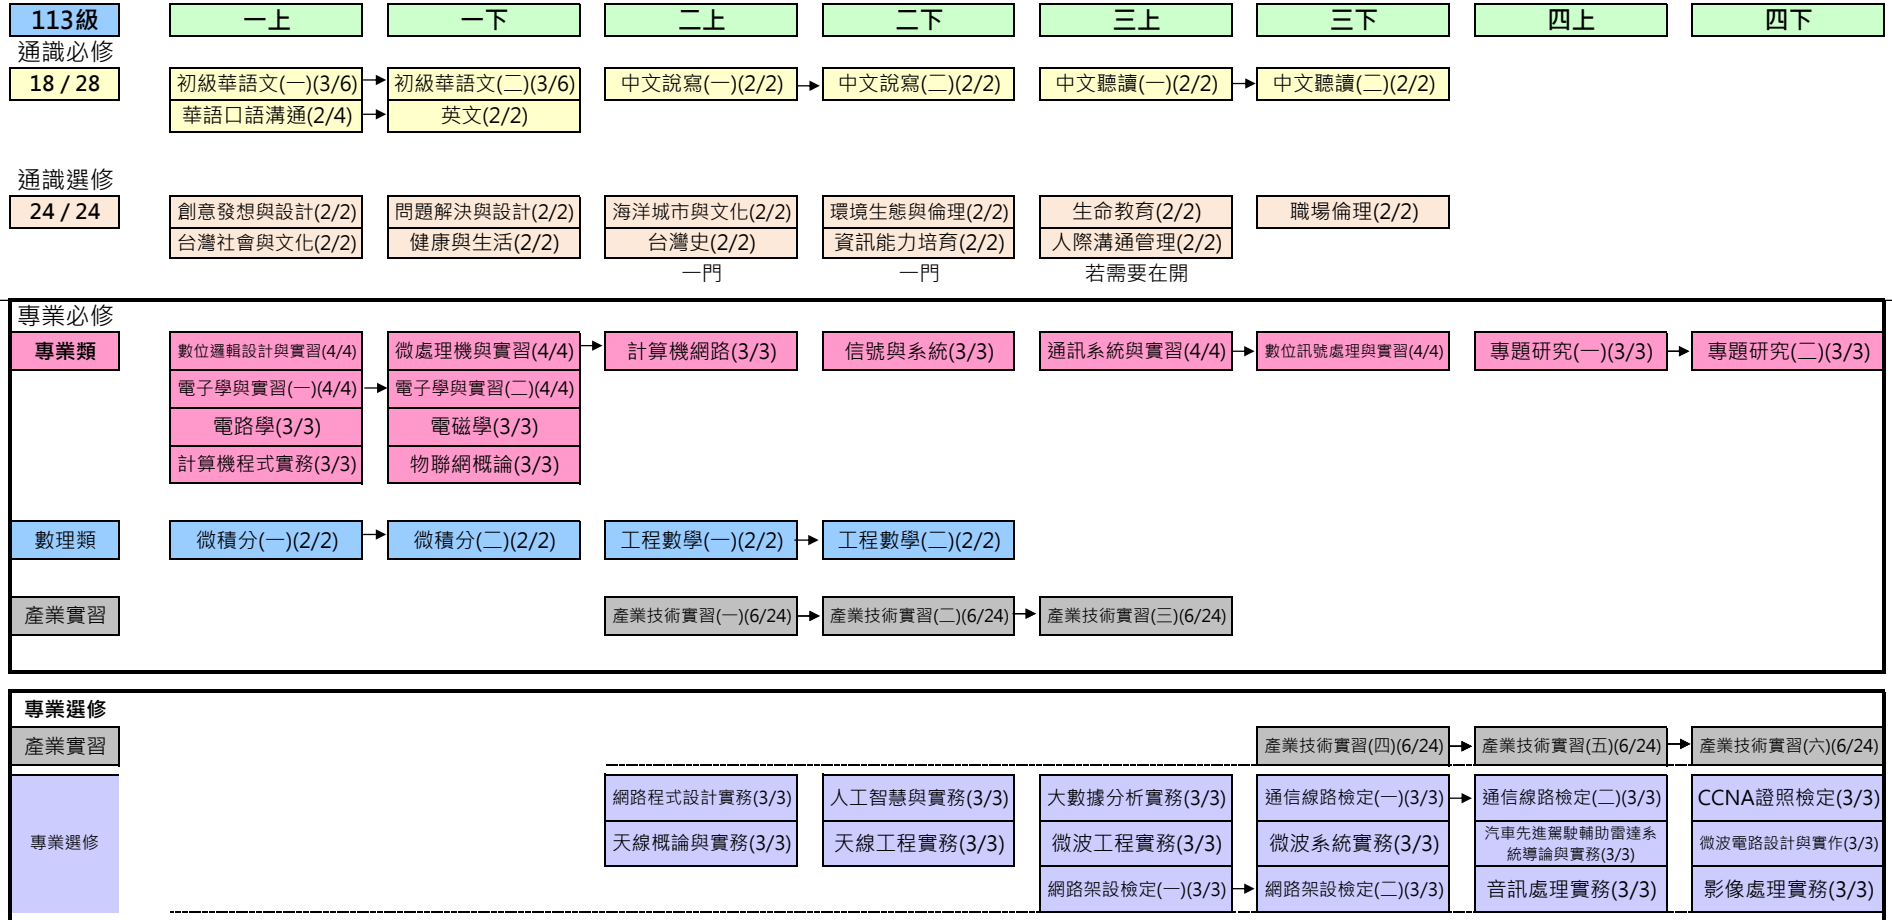 113級 一上 一下 二上 二下 三上 三下 四上 四下
通識必修
18 / 28 初級華語文(一)(3/6) 初級華語文(二)(3/6) 中文說寫(一)(2/2) 中文說寫(二)(2/2) 中文聽讀(一)(2/2) 中文聽讀(二)(2/2)
華語口語溝通(2/4) 英文(2/2)
通識選修
24 / 24 創意發想與設計(2/2) 問題解決與設計(2/2) 海洋城市與文化(2/2) 環境生態與倫理(2/2) 生命教育(2/2) 職場倫理(2/2)
台灣社會與文化(2/2) 健康與生活(2/2) 台灣史(2/2) 資訊能力培育(2/2) 人際溝通管理(2/2)
一門 一門 若需要在開
專業必修
專業類 數位邏輯設計與實習(4/4) 微處理機與實習(4/4) 計算機網路(3/3) 信號與系統(3/3) 通訊系統與實習(4/4) 數位訊號處理與實習(4/4) 專題研究(一)(3/3) 專題研究(二)(3/3)
電子學與實習(一)(4/4) 電子學與實習(二)(4/4)
電路學(3/3) 電磁學(3/3)
計算機程式實務(3/3) 物聯網概論(3/3)
數理類 微積分(一)(2/2) 微積分(二)(2/2) 工程數學(一)(2/2) 工程數學(二)(2/2)
產業實習 產業技術實習(一)(6/24) 產業技術實習(二)(6/24) 產業技術實習(三)(6/24)
專業選修
產業實習 產業技術實習(四)(6/24) 產業技術實習(五)(6/24) 產業技術實習(六)(6/24)
網路程式設計實務(3/3) 人工智慧與實務(3/3) 大數據分析實務(3/3) 通信線路檢定(一)(3/3) 通信線路檢定(二)(3/3) CCNA證照檢定(3/3)
專業選修 天線概論與實務(3/3) 天線工程實務(3/3) 微波工程實務(3/3) 微波系統實務(3/3) 汽車先進駕駛輔助雷達系
統導論與實務(3/3) 微波電路設計與實作(3/3)
網路架設檢定(一)(3/3) 網路架設檢定(二)(3/3) 音訊處理實務(3/3) 影像處理實務(3/3)